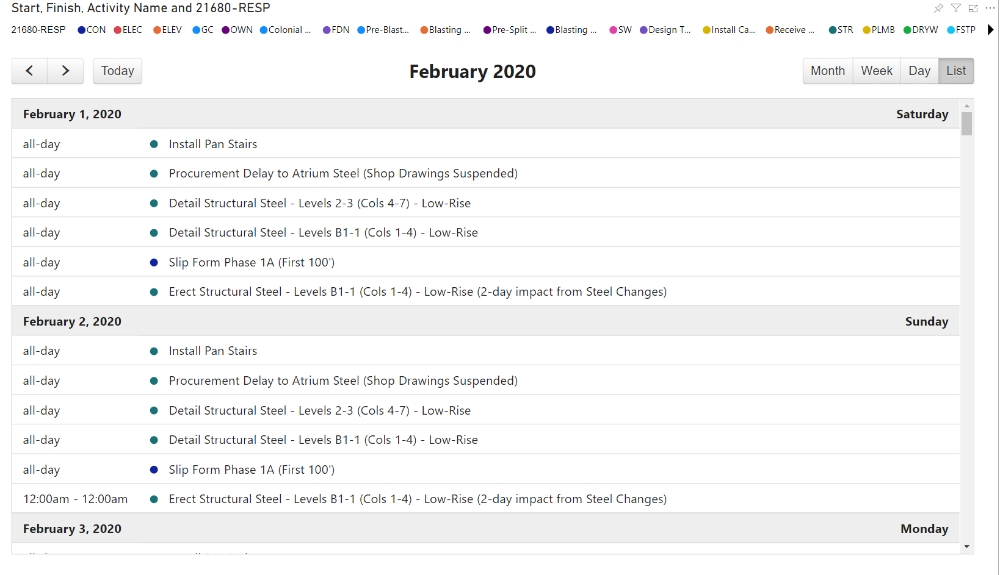 Start, Finish, Activity Name and 21680-RESP
21680-RESP CON ELEC ELEV GC OWN Colonial ... FDN Pre-Blast... Blasting ... Pre-Split ... Blasting ... SW Design T... Install Ca... Receive ... STR PLMB DRYW FSTP
Today February 2020 Month Week Day List
February 1, 2020 Saturday
all-day Install Pan Stairs
all-day Procurement Delay to Atrium Steel (Shop Drawings Suspended)
all-day Detail Structural Steel - Levels 2-3 (Cols 4-7) - Low-Rise
all-day Detail Structural Steel - Levels B1-1 (Cols 1-4) - Low-Rise
all-day Slip Form Phase 1A (First 100')
all-day Erect Structural Steel - Levels B1-1 (Cols 1-4) - Low-Rise (2-day impact from Steel Changes)
February 2, 2020 Sunday
all-day Install Pan Stairs
all-day Procurement Delay to Atrium Steel (Shop Drawings Suspended)
all-day Detail Structural Steel - Levels 2-3 (Cols 4-7) - Low-Rise
all-day Detail Structural Steel - Levels B1-1 (Cols 1-4) - Low-Rise
all-day Slip Form Phase 1A (First 100')
12:00am - 12:00am Erect Structural Steel - Levels B1-1 (Cols 1-4) - Low-Rise (2-day impact from Steel Changes)
February 3, 2020 Monday